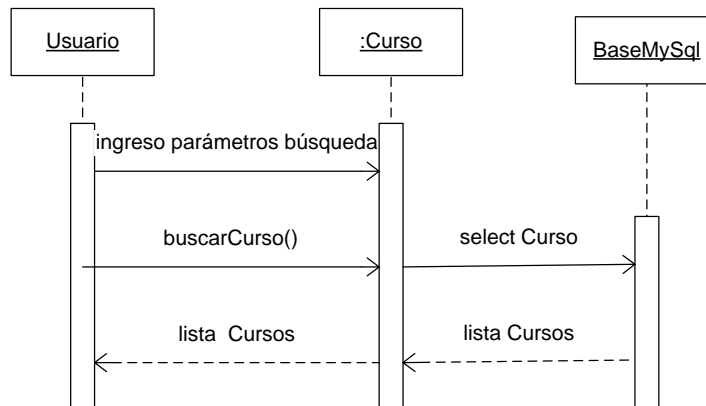 Usuario
:Curso
BaseMySql
ingreso parámetros búsqueda
buscarCurso()
select Curso
lista Cursos
lista Cursos